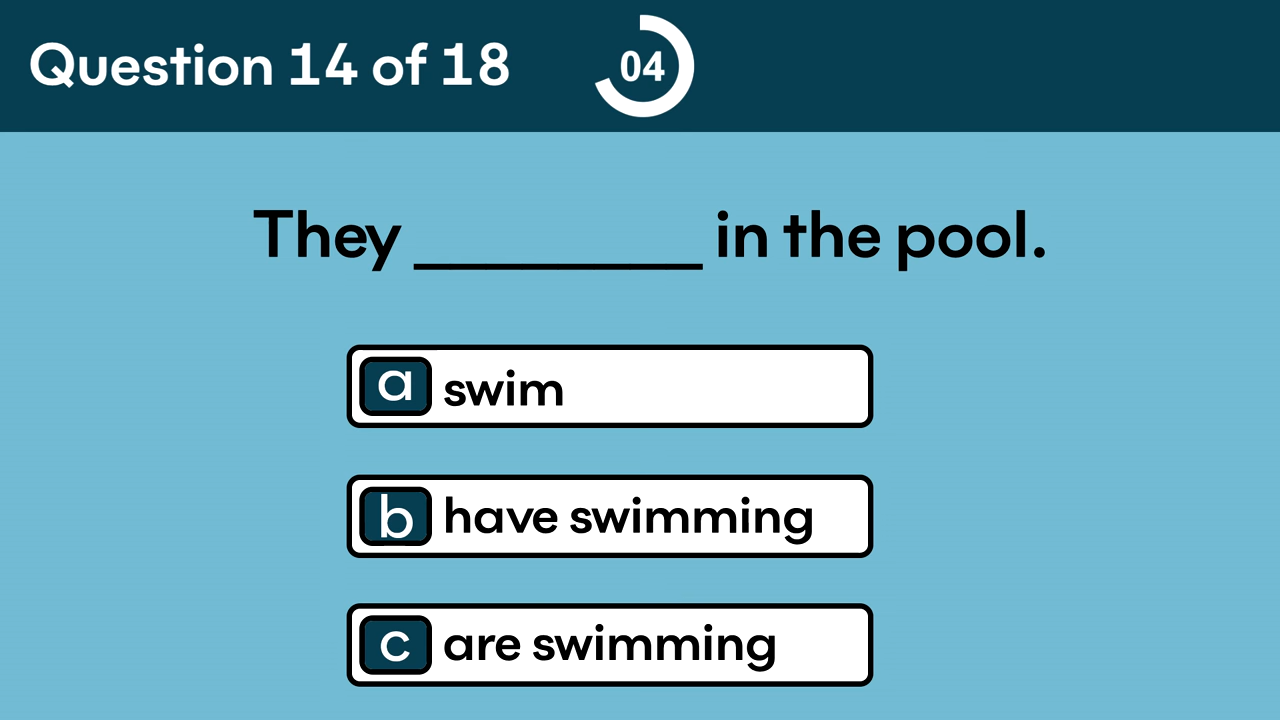 Question 14 of 18
04
They ________ in the pool.
a swim
b have swimming
c are swimming